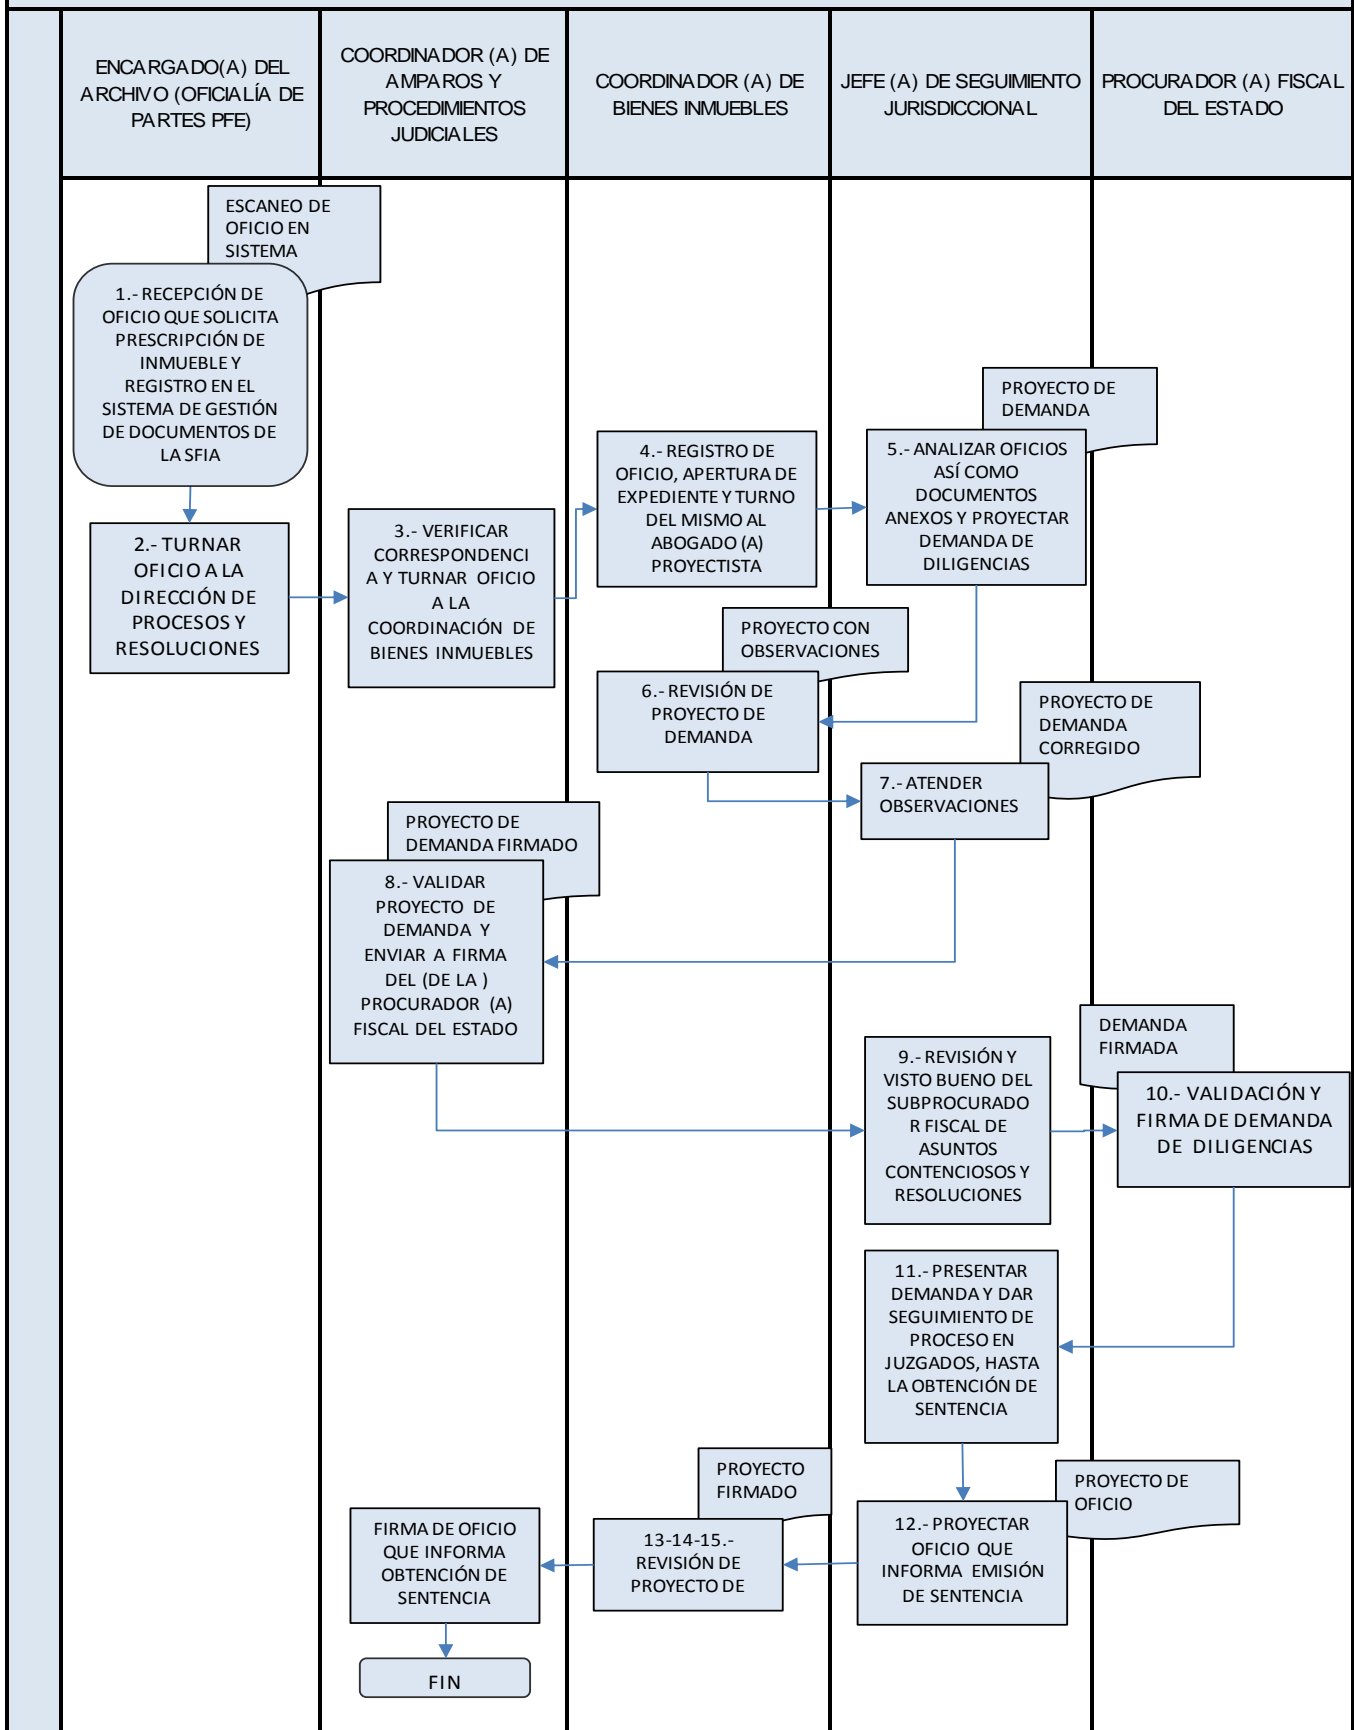 ENCARGADO(A) DEL
ARCHIVO (OFICIALÍA DE
PARTES PFE)
COORDINADOR (A) DE
AMPAROS Y
PROCEDIMIENTOS
JUDICIALES
COORDINADOR (A) DE
BIENES INMUEBLES
JEFE (A) DE SEGUIMIENTO
JURISDICCIONAL
PROCURADOR (A) FISCAL
DEL ESTADO
ESCANEO DE
OFICIO EN
SISTEMA
1.- RECEPCIÓN DE
OFICIO QUE SOLICITA
PRESCRIPCIÓN DE
INMUEBLE Y
REGISTRO EN EL
SISTEMA DE GESTIÓN
DE DOCUMENTOS DE
LA SFIA
2.- TURNAR
OFICIO A LA
DIRECCIÓN DE
PROCESOS Y
RESOLUCIONES
3.- VERIFICAR
CORRESPONDENCI
A Y TURNAR OFICIO
A LA
COORDINACIÓN DE
BIENES INMUEBLES
4.- REGISTRO DE
OFICIO, APERTURA DE
EXPEDIENTE Y TURNO
DEL MISMO AL
ABOGADO (A)
PROYECTISTA
PROYECTO DE
DEMANDA
5.- ANALIZAR OFICIOS
ASÍ COMO
DOCUMENTOS
ANEXOS Y PROYECTAR
DEMANDA DE
DILIGENCIAS
PROYECTO CON
OBSERVACIONES
6.- REVISIÓN DE
PROYECTO DE
DEMANDA
PROYECTO DE
DEMANDA
CORREGIDO
7.- ATENDER
OBSERVACIONES
PROYECTO DE
DEMANDA FIRMADO
8.- VALIDAR
PROYECTO DE
DEMANDA Y
ENVIAR A FIRMA
DEL (DE LA )
PROCURADOR (A)
FISCAL DEL ESTADO
9.- REVISIÓN Y
VISTO BUENO DEL
SUBPROCURADO
R FISCAL DE
ASUNTOS
CONTENCIOSOS Y
RESOLUCIONES
DEMANDA
FIRMADA
10.- VALIDACIÓN Y
FIRMA DE DEMANDA
DE DILIGENCIAS
11.- PRESENTAR
DEMANDA Y DAR
SEGUIMIENTO DE
PROCESO EN
JUZGADOS, HASTA
LA OBTENCIÓN DE
SENTENCIA
PROYECTO DE
OFICIO
12.- PROYECTAR
OFICIO QUE
INFORMA EMISIÓN
DE SENTENCIA
PROYECTO
FIRMADO
13-14-15.-
REVISIÓN DE
PROYECTO DE
FIRMA DE OFICIO
QUE INFORMA
OBTENCIÓN DE
SENTENCIA
FIN